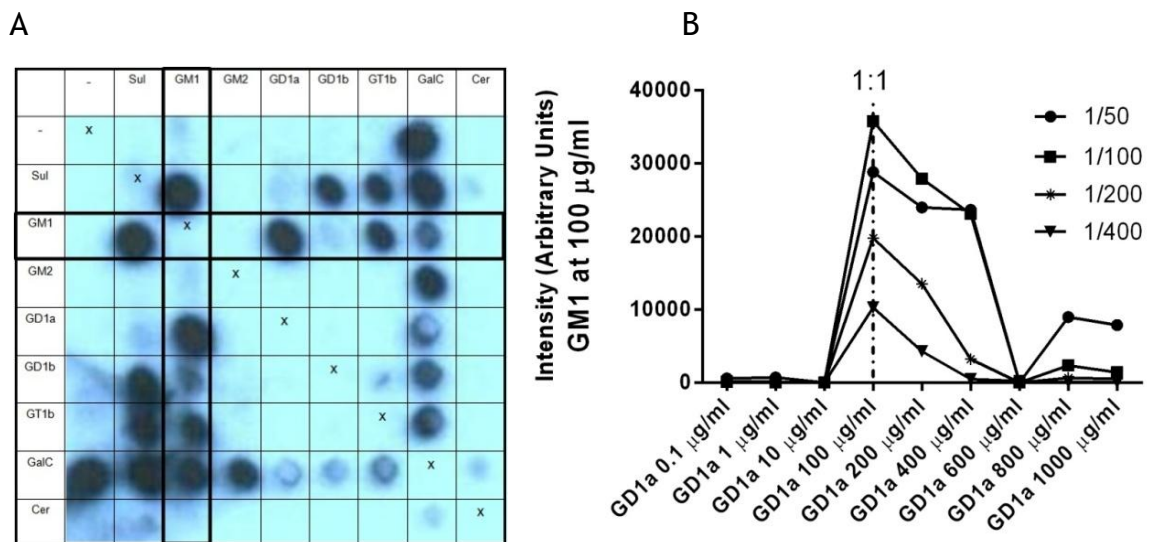 A
B
- Sul GM1 GM2 GD1a GD1b GT1b GalC Cer
- x
Sul x
GM1 x
GM2 x
GD1a x
GD1b x
GT1b x
GalC x
Cer x
Intensity (Arbitrary Units)
GM1 at 100 µg/ml
1:1
40000
30000
20000
10000
0
1/50
1/100
1/200
1/400
GD1a 0.1 µg/ml
GD1a 1 µg/ml
GD1a 10 µg/ml
GD1a 100 µg/ml
GD1a 200 µg/ml
GD1a 400 µg/ml
GD1a 600 µg/ml
GD1a 800 µg/ml
GD1a 1000 µg/ml